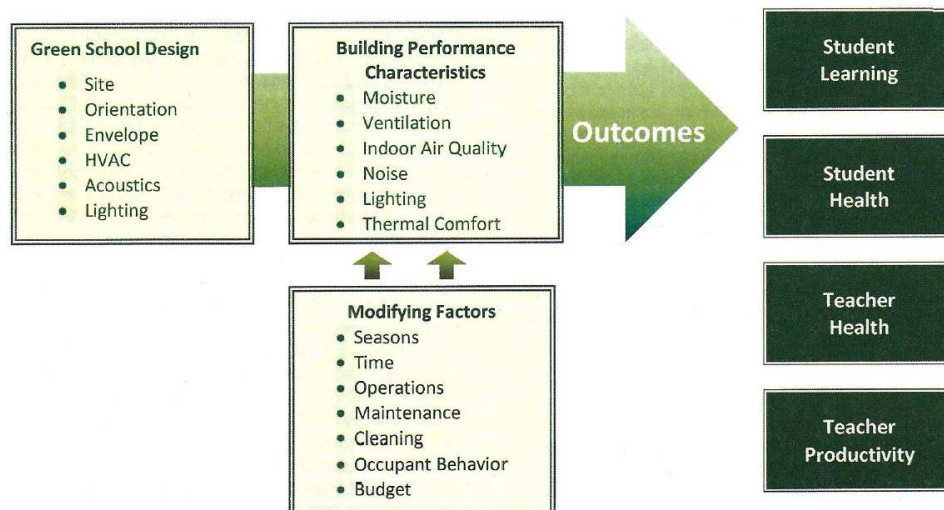 Green School Design
• Site
• Orientation
• Envelope
• HVAC
• Acoustics
• Lighting
Building Performance
Characteristics
• Moisture
• Ventilation
• Indoor Air Quality
• Noise
• Lighting
• Thermal Comfort
Modifying Factors
• Seasons
• Time
• Operations
• Maintenance
• Cleaning
• Occupant Behavior
• Budget
Outcomes
Student
Learning
Student
Health
Teacher
Health
Teacher
Productivity